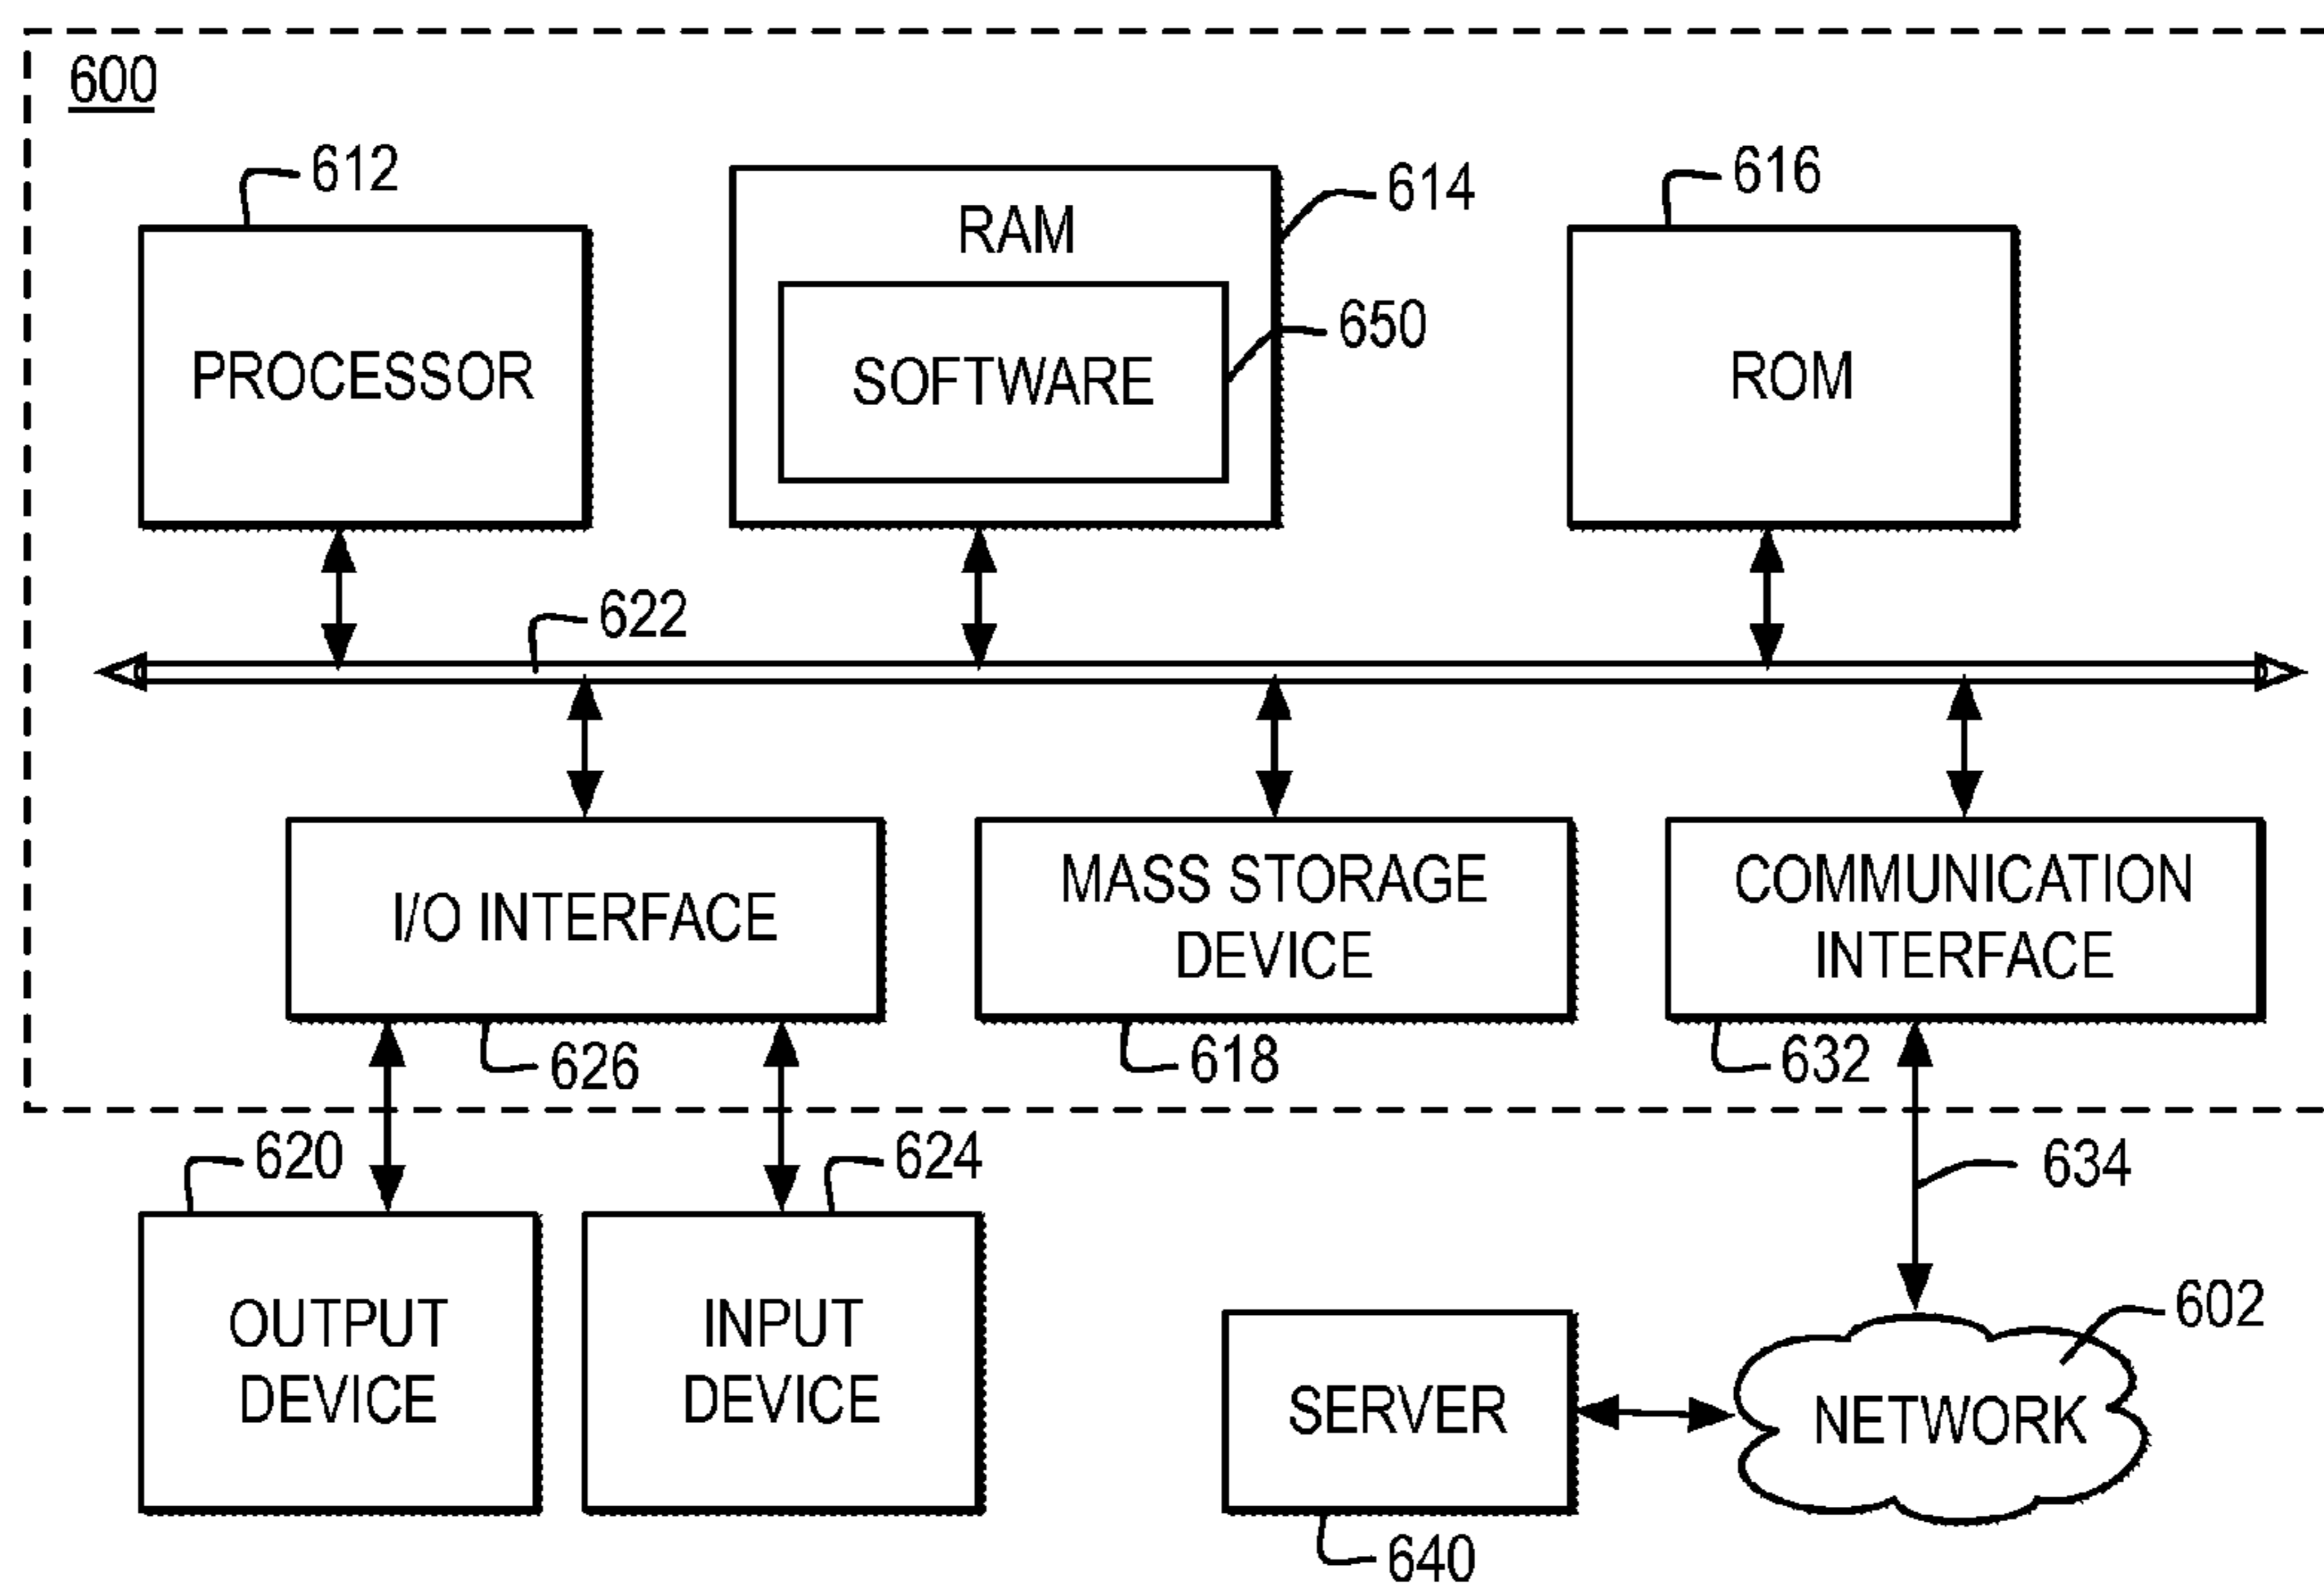 600
612
614
616
RAM
650
PROCESSOR
SOFTWARE
ROM
622
I/O INTERFACE
MASS STORAGE
DEVICE
COMMUNICATION
INTERFACE
626
618
632
620
624
634
OUTPUT
DEVICE
INPUT
DEVICE
602
SERVER
NETWORK
640